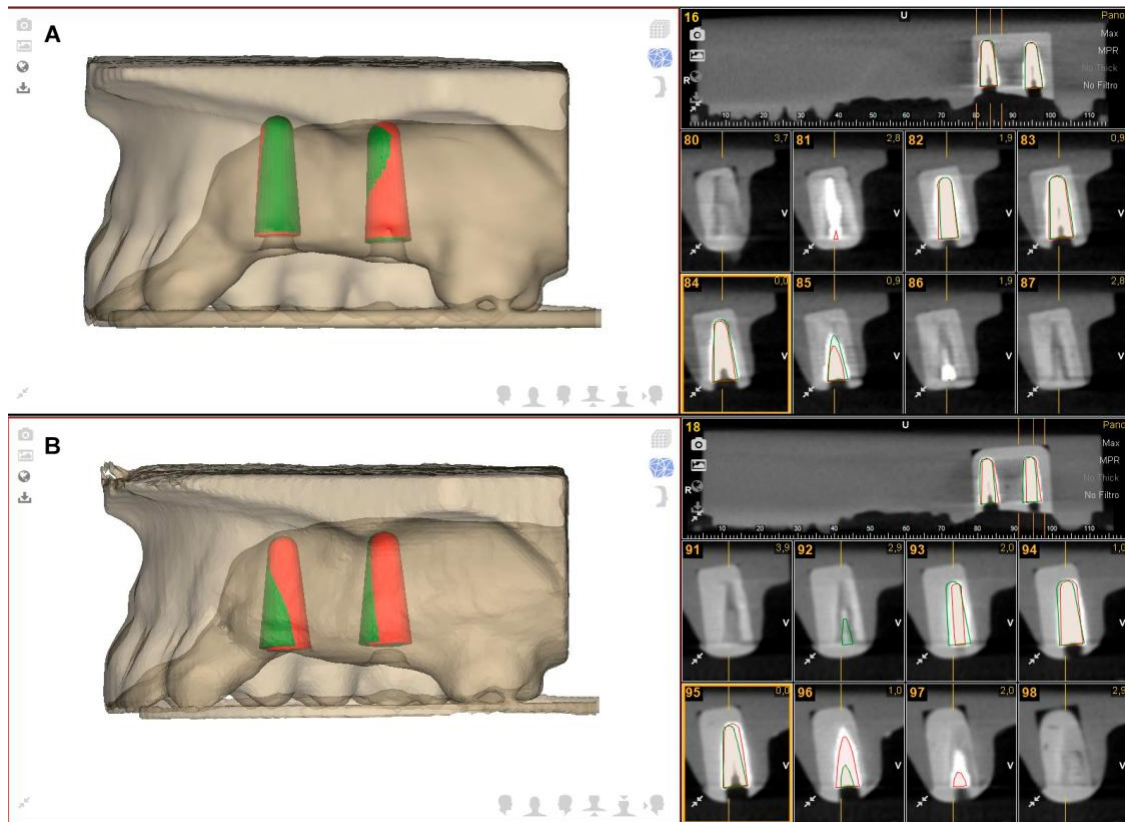 A
16
U
Pano
Max
MPR
No Thick
No Filtro
R
10 20 30 40 50 60 70 80 90 100 110
80 3,7
81 2,8
82 1,9
83 0,9
V
V
V
V
84 0,0
85 0,9
86 1,9
87 2,8
V
V
V
V
B
18
U
Pano
Max
MPR
No Thick
No Filtro
R
10 20 30 40 50 60 70 80 90 100
91 3,9
92 2,9
93 2,0
94 1,0
V
V
V
V
95 0,0
96 1,0
97 2,0
98 2,9
V
V
V
V